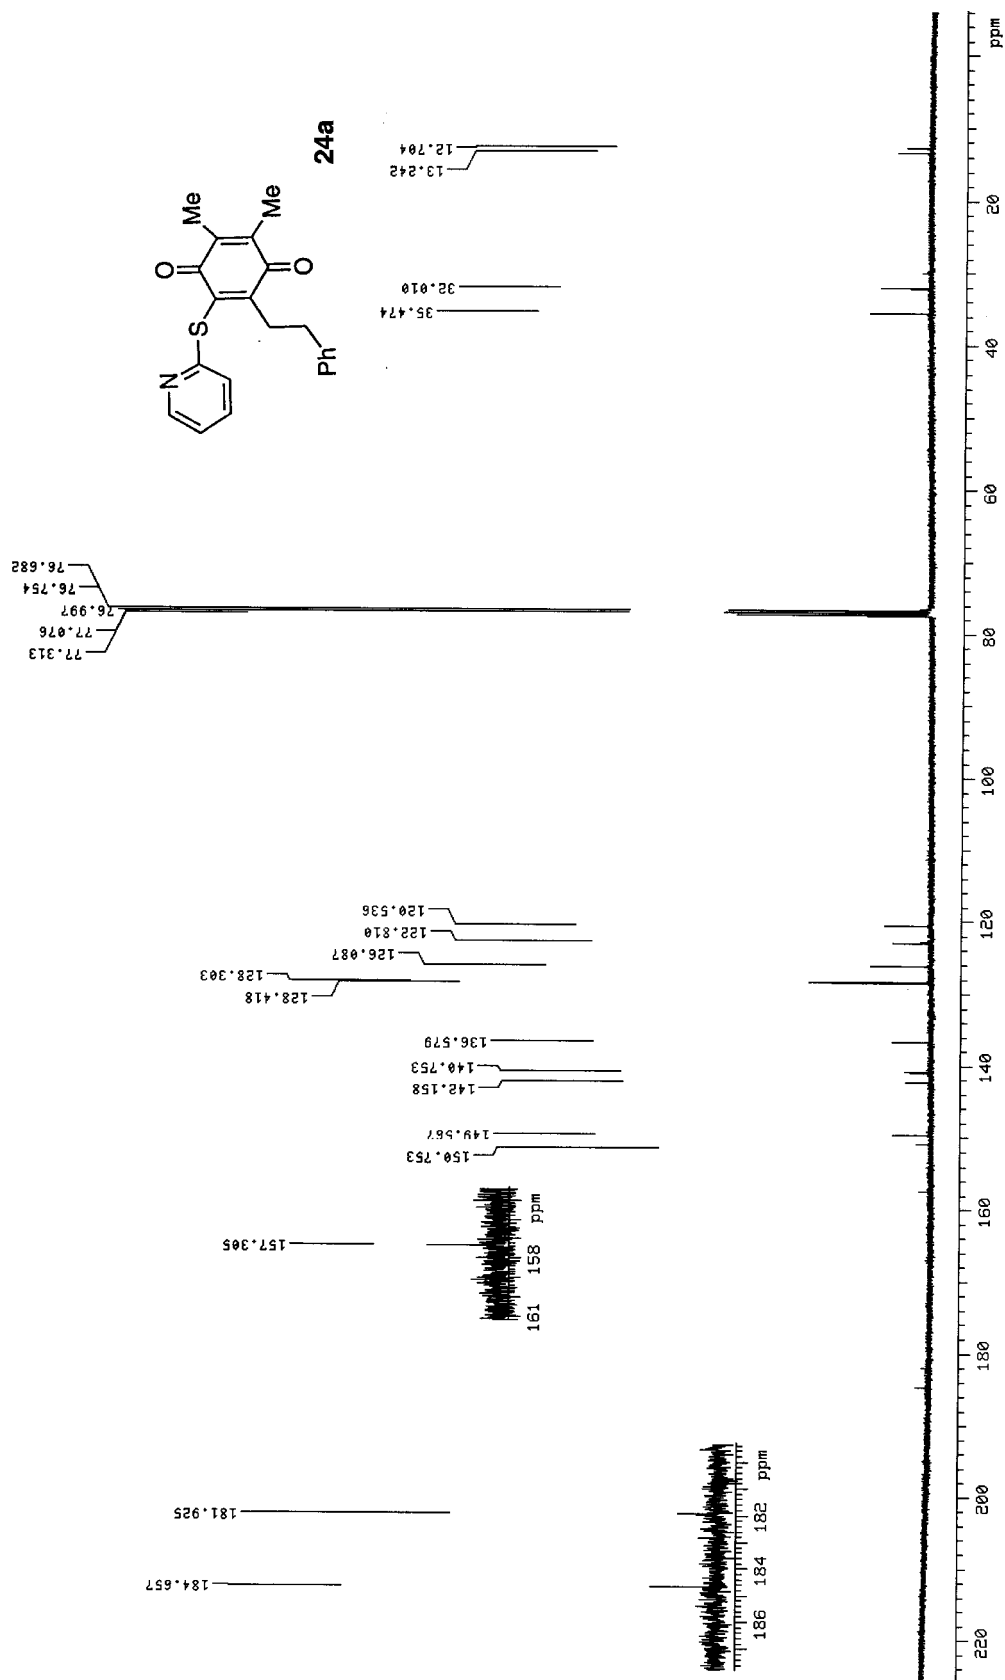 24a
Me
Me
O
O
S
N
Ph
184.657
181.925
157.305
150.753
149.567
142.158
140.753
136.579
128.418
128.303
126.087
122.810
120.536
77.313
77.076
76.997
76.754
76.682
35.474
32.010
13.242
12.704
186 184 182 ppm
161 158 ppm
220 200 180 160 140 120 100 80 60 40 20 ppm